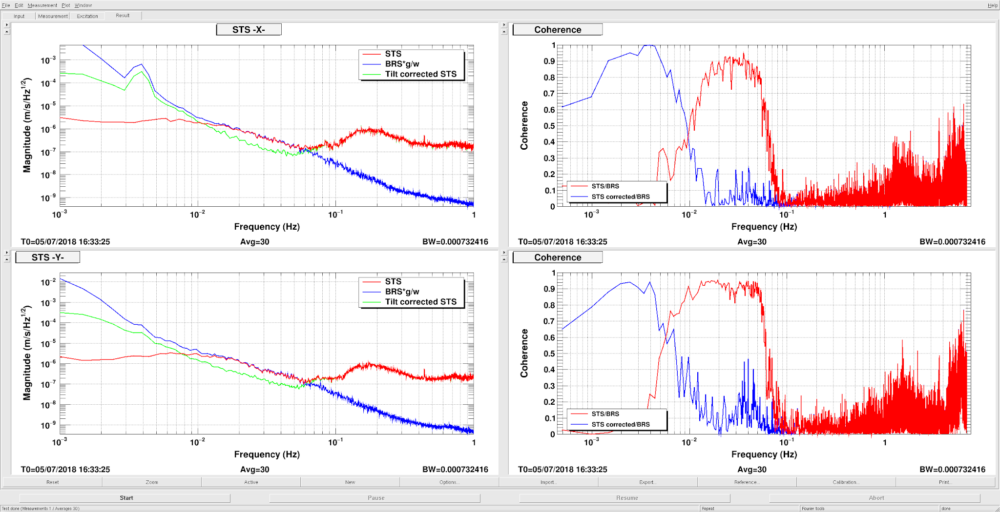 File Edit Measurement Plot Window Help
Input Measurement Excitation Result
STS -X-
STS
BRS*g/w
Tilt corrected STS
Magnitude (m/s/Hz^1/2)
10^−3
10^−4
10^−5
10^−6
10^−7
10^−8
10^−9
10^−3 10^−2 10^−1 1
Frequency (Hz)
T0=05/07/2018 16:33:25 Avg=30 BW=0.000732416
Coherence
Coherence
1
0.9
0.8
0.7
0.6
0.5
0.4
0.3
0.2
0.1
0
STS/BRS
STS corrected/BRS
10^−3 10^−2 10^−1 1
Frequency (Hz)
T0=05/07/2018 16:33:25 Avg=30 BW=0.000732416
STS -Y-
STS
BRS*g/w
Tilt corrected STS
Magnitude (m/s/Hz^1/2)
10^−2
10^−3
10^−4
10^−5
10^−6
10^−7
10^−8
10^−9
10^−3 10^−2 10^−1 1
Frequency (Hz)
T0=05/07/2018 16:33:25 Avg=30 BW=0.000732416
Coherence
Coherence
1
0.9
0.8
0.7
0.6
0.5
0.4
0.3
0.2
0.1
0
STS/BRS
STS corrected/BRS
10^−3 10^−2 10^−1 1
Frequency (Hz)
T0=05/07/2018 16:33:25 Avg=30 BW=0.000732416
Reset Zoom Active New Options... Import... Export... Reference... Calibration... Print...
Start Pause Resume Abort
Test done (Measurements 1 / Averages 30) Repeat Fourier tools done